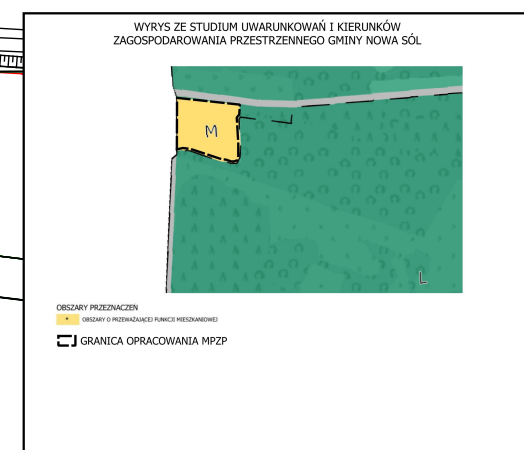 WYRYS ZE STUDIUM UWARUNKOWAŃ I KIERUNKÓW
ZAGOSPODAROWANIA PRZESTRZENNEGO GMINY NOWA SÓL
M
L
OBSZARY PRZEZNACZEŃ
OBSZARY O PRZEWAŻAJĄCEJ FUNKCJI MIESZKANIOWEJ
GRANICA OPRACOWANIA MPZP